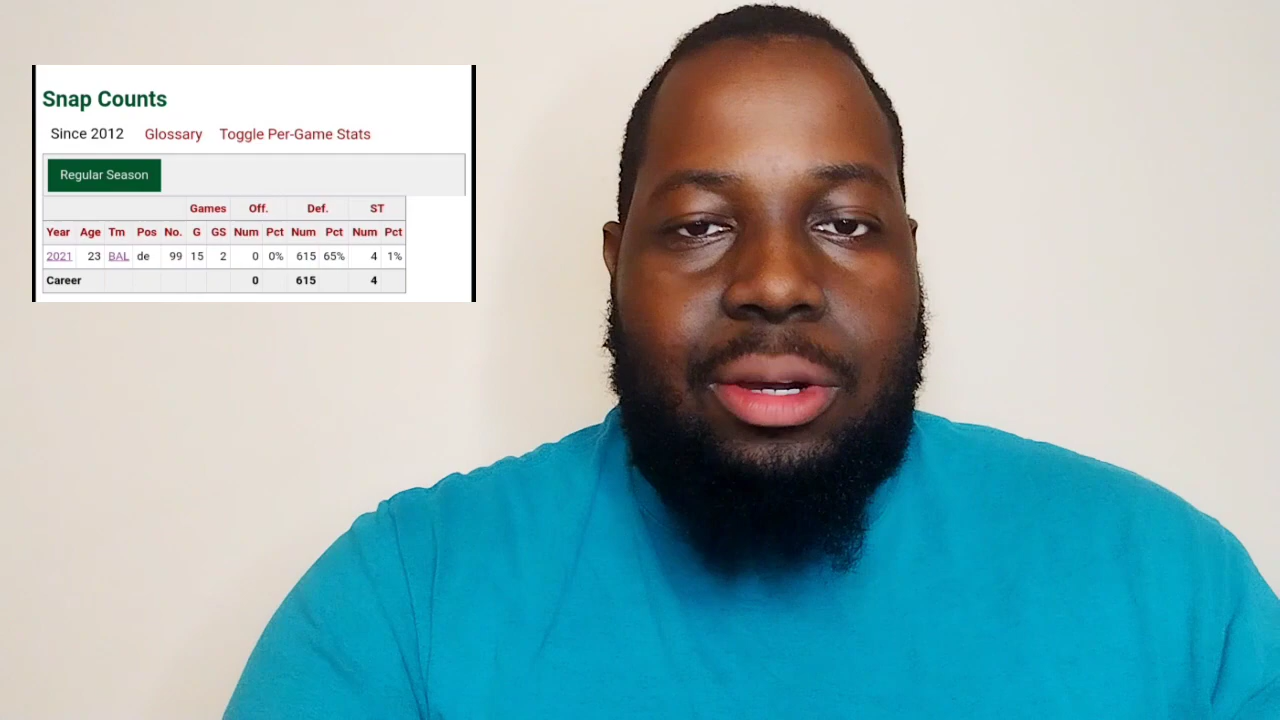 Snap Counts
Since 2012 Glossary Toggle Per-Game Stats
Regular Season
Games Off. Def. ST
Year Age Tm Pos No. G GS Num Pct Num Pct Num Pct
2021 23 BAL de 99 15 2 0 0% 615 65% 4 1%
Career 0 615 4